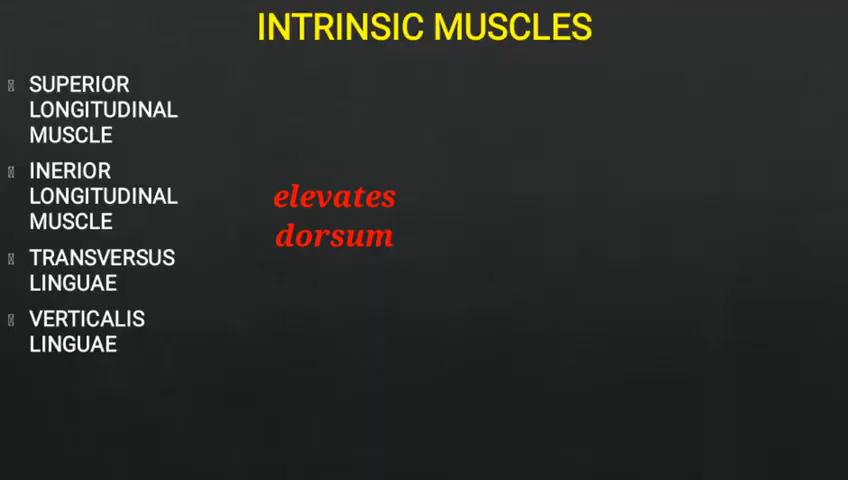 INTRINSIC MUSCLES
SUPERIOR
LONGITUDINAL
MUSCLE
INERIOR
LONGITUDINAL
MUSCLE
TRANSVERSUS
LINGUAE
VERTICALIS
LINGUAE
elevates
dorsum